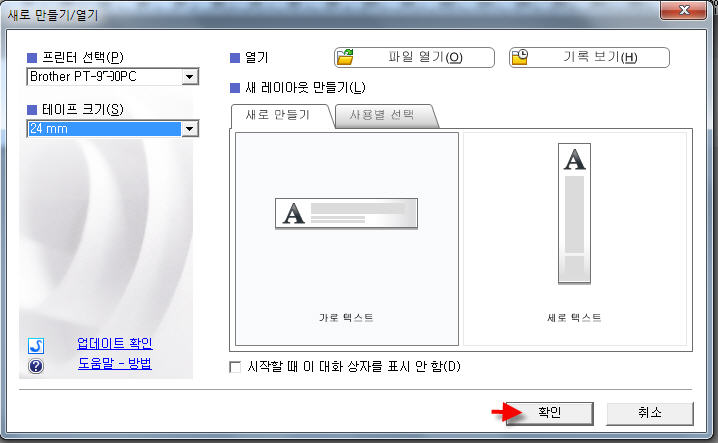 새로 만들기/열기
프린터 선택(P)
Brother
테이프 크기(S)
24 mm
업데이트 확인
도움말 - 방법
열기
파일 열기(O)
기록 보기(H)
새 레이아웃 만들기(L)
새로 만들기
사용별 선택
A
가로 텍스트
A
세로 텍스트
시작할 때 이 대화 상자를 표시 안 함(D)
확인
취소